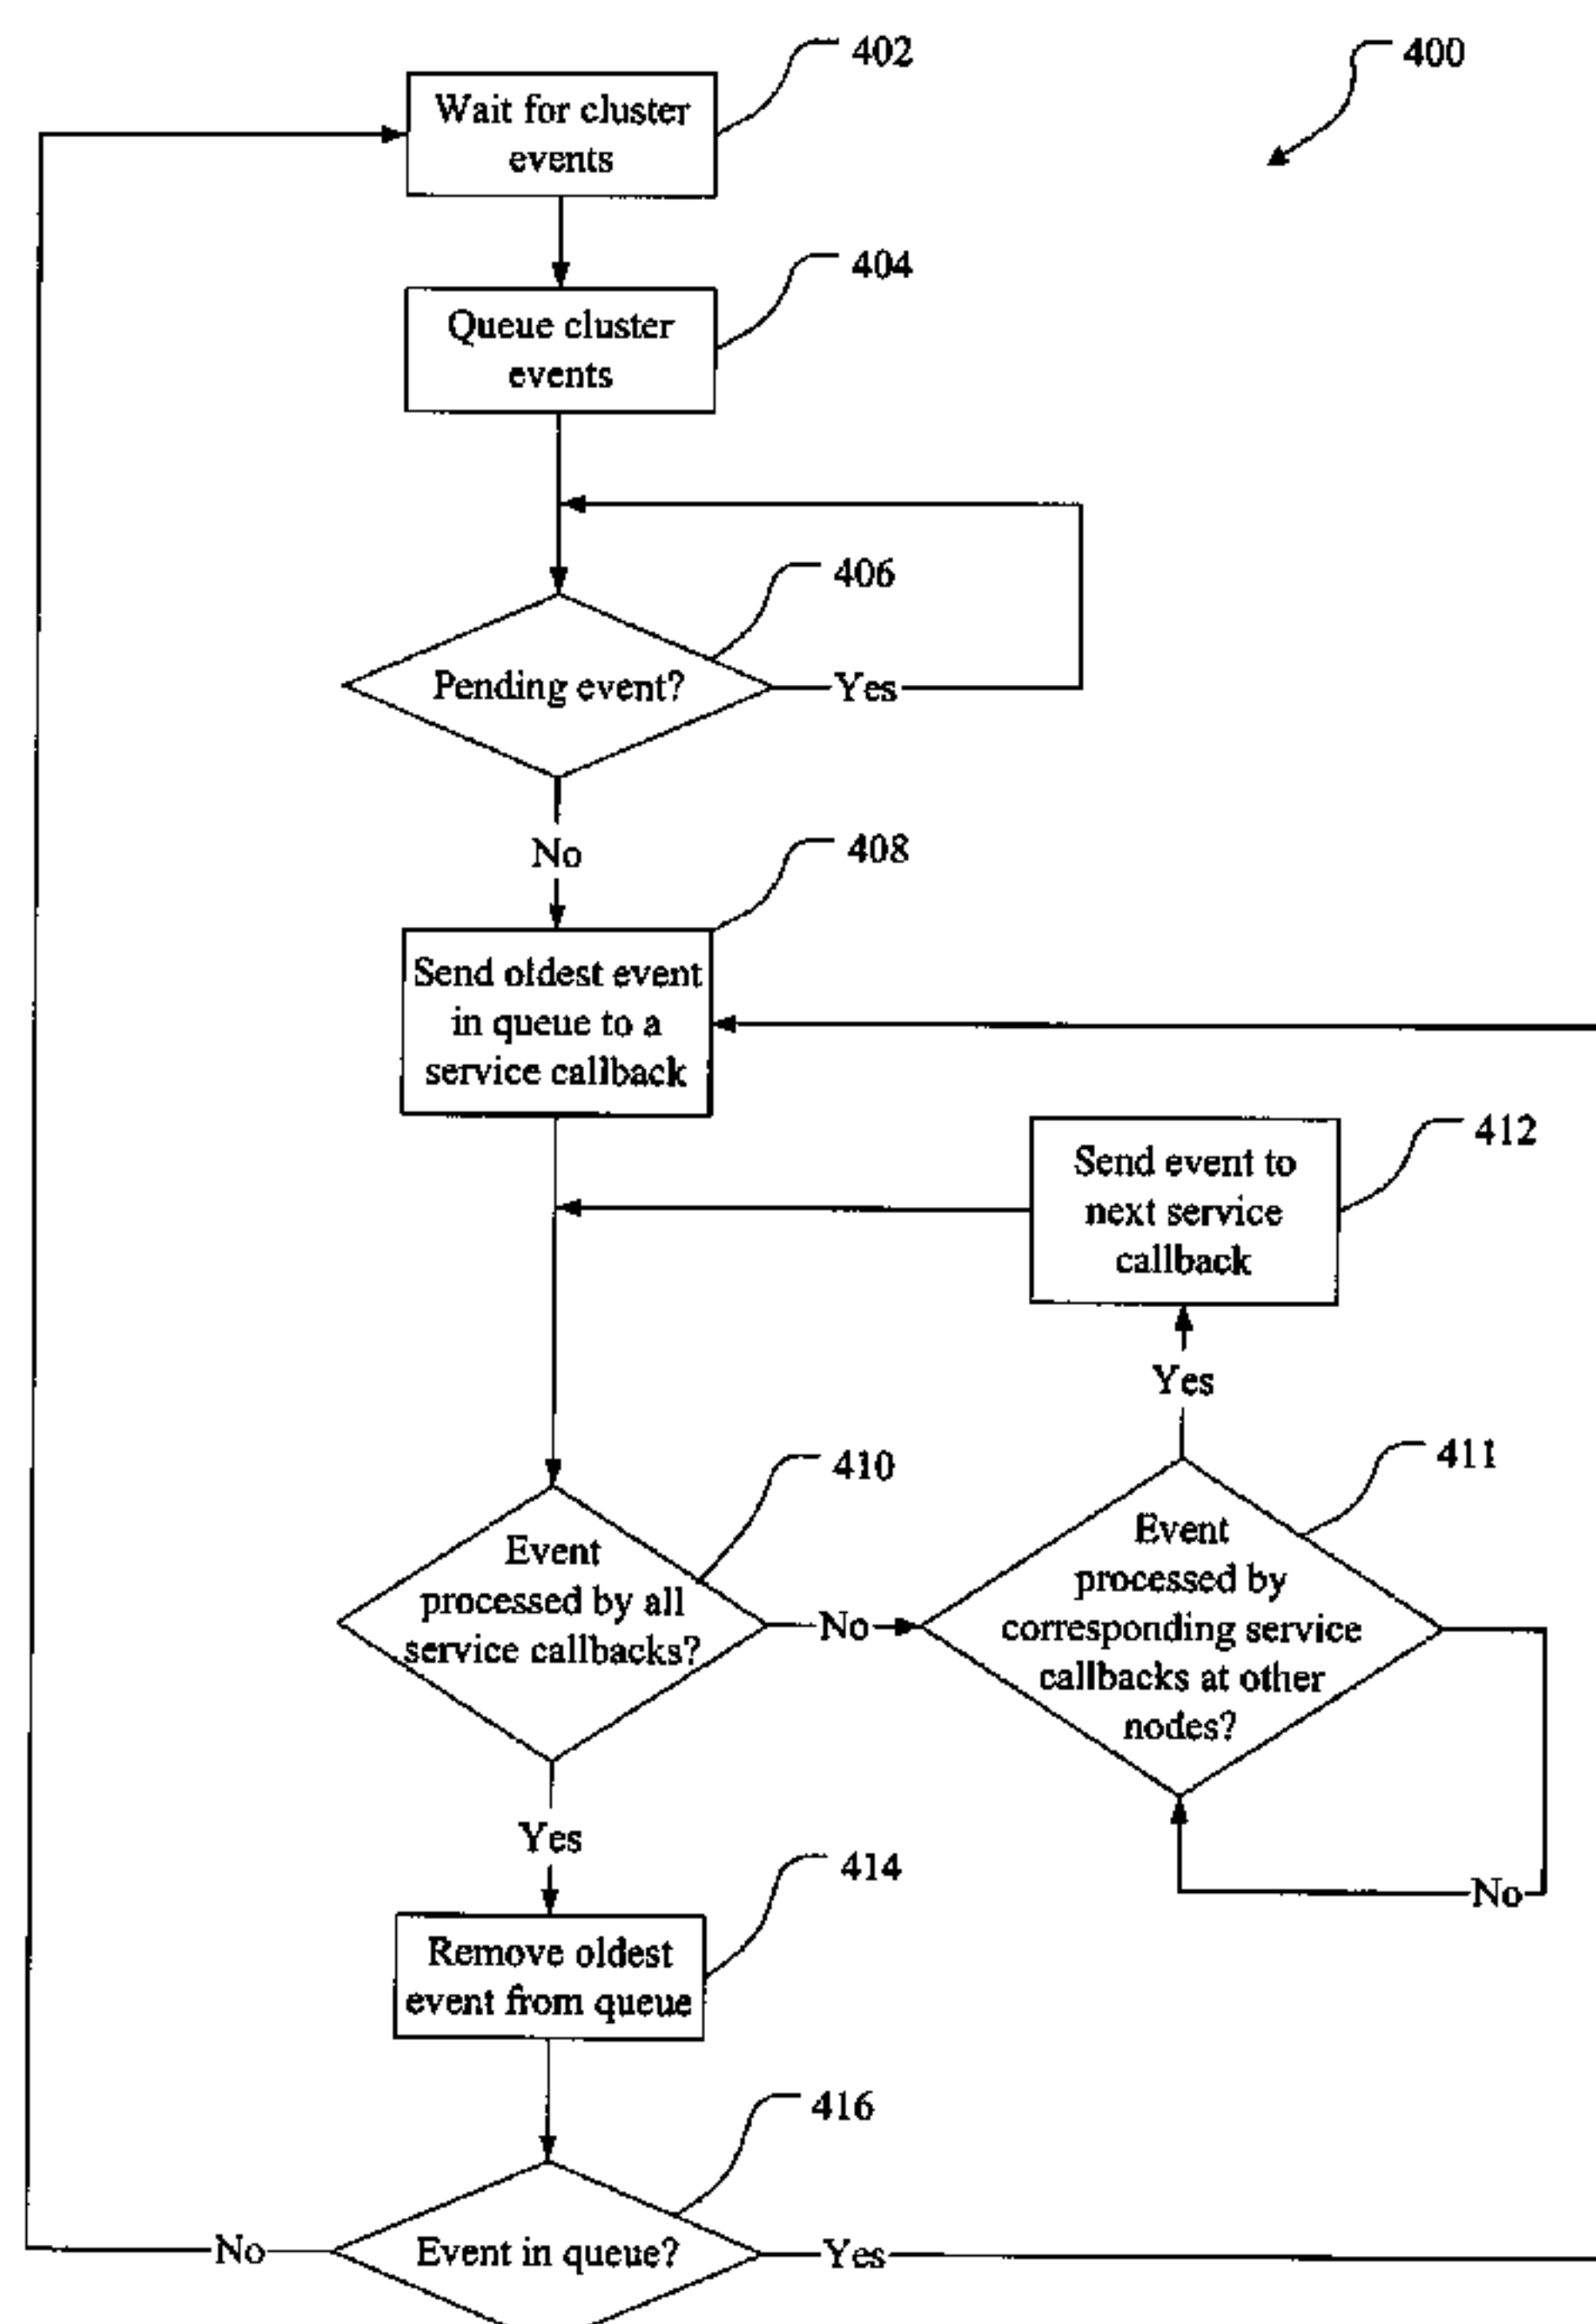 402
400
Wait for cluster
events
404
Queue cluster
events
406
Pending event?
Yes
No
408
Send oldest event
in queue to a
service callback
412
Send event to
next service
callback
Yes
410
411
Event
processed by all
service callbacks?
No
Event
processed by
corresponding service
callbacks at other
nodes?
Yes
No
414
Remove oldest
event from queue
416
No
Event in queue?
Yes